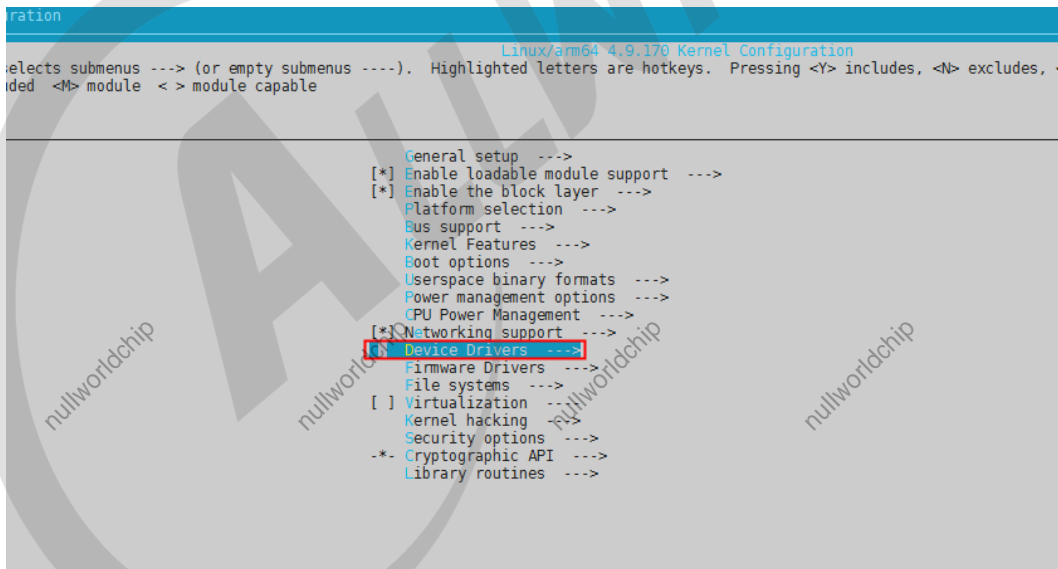 ration
Linux/arm64 4.9.170 Kernel Configuration
elects submenus ---> (or empty submenus ----). Highlighted letters are hotkeys. Pressing <Y> includes, <N> excludes,
ded <M> module < > module capable
General setup --->
[*] Enable loadable module support --->
[*] Enable the block layer --->
Platform selection --->
Bus support --->
Kernel Features --->
Boot options --->
Userspace binary formats --->
Power management options --->
CPU Power Management --->
[*] Networking support --->
Device Drivers --->
Firmware Drivers --->
File systems --->
[ ] Virtualization ----
Kernel hacking --->
Security options --->
-*- Cryptographic API --->
Library routines --->
nullworldchip
nullworldchip
nullworldchip
nullworldchip
ALLW